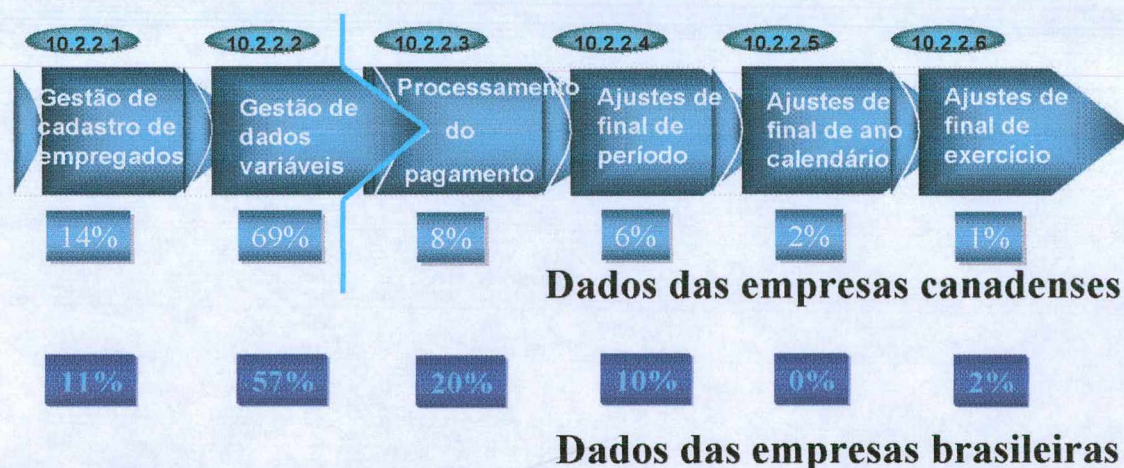 10.2.2.1 10.2.2.2 10.2.2.3 10.2.2.4 10.2.2.5 10.2.2.6
Gestão de
cadastro de
empregados
Gestão de
dados
variáveis
Processamento
do
pagamento
Ajustes de
final de
período
Ajustes de
final de ano
calendário
Ajustes de
final de
exercício
14% 69% 8% 6% 2% 1%
Dados das empresas canadenses
11% 57% 20% 10% 0% 2%
Dados das empresas brasileiras